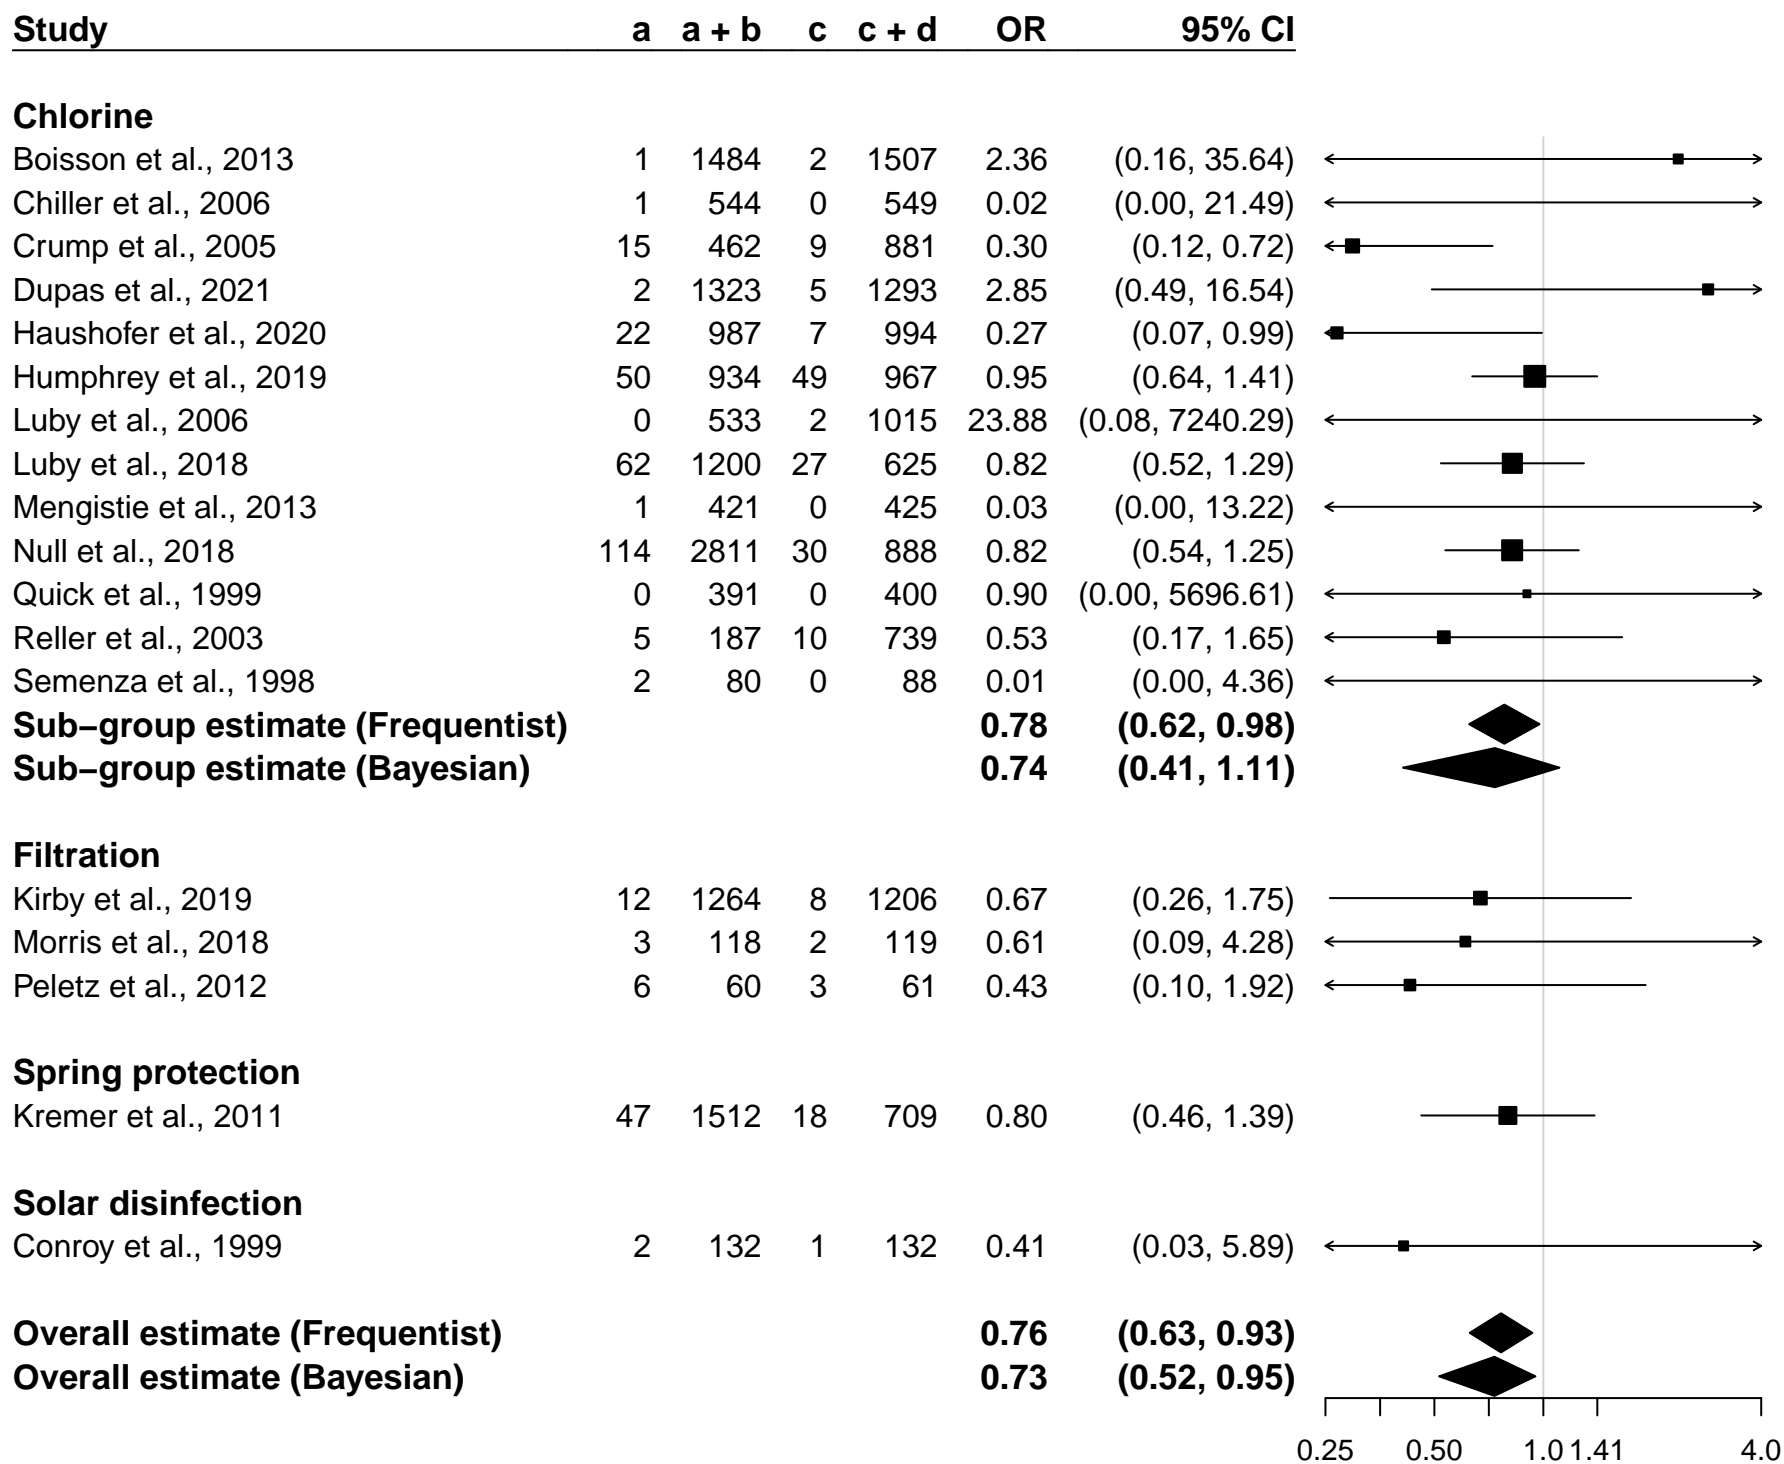 Study a a + b c c + d OR 95% CI
Chlorine
Boisson et al., 2013 1 1484 2 1507 2.36 (0.16, 35.64)
Chiller et al., 2006 1 544 0 549 0.02 (0.00, 21.49)
Crump et al., 2005 15 462 9 881 0.30 (0.12, 0.72)
Dupas et al., 2021 2 1323 5 1293 2.85 (0.49, 16.54)
Haushofer et al., 2020 22 987 7 994 0.27 (0.07, 0.99)
Humphrey et al., 2019 50 934 49 967 0.95 (0.64, 1.41)
Luby et al., 2006 0 533 2 1015 23.88 (0.08, 7240.29)
Luby et al., 2018 62 1200 27 625 0.82 (0.52, 1.29)
Mengistie et al., 2013 1 421 0 425 0.03 (0.00, 13.22)
Null et al., 2018 114 2811 30 888 0.82 (0.54, 1.25)
Quick et al., 1999 0 391 0 400 0.90 (0.00, 5696.61)
Reller et al., 2003 5 187 10 739 0.53 (0.17, 1.65)
Semenza et al., 1998 2 80 0 88 0.01 (0.00, 4.36)
Sub−group estimate (Frequentist) 0.78 (0.62, 0.98)
Sub−group estimate (Bayesian) 0.74 (0.41, 1.11)
Filtration
Kirby et al., 2019 12 1264 8 1206 0.67 (0.26, 1.75)
Morris et al., 2018 3 118 2 119 0.61 (0.09, 4.28)
Peletz et al., 2012 6 60 3 61 0.43 (0.10, 1.92)
Spring protection
Kremer et al., 2011 47 1512 18 709 0.80 (0.46, 1.39)
Solar disinfection
Conroy et al., 1999 2 132 1 132 0.41 (0.03, 5.89)
Overall estimate (Frequentist) 0.76 (0.63, 0.93)
Overall estimate (Bayesian) 0.73 (0.52, 0.95)
0.25 0.50 1.0 1.41 4.0